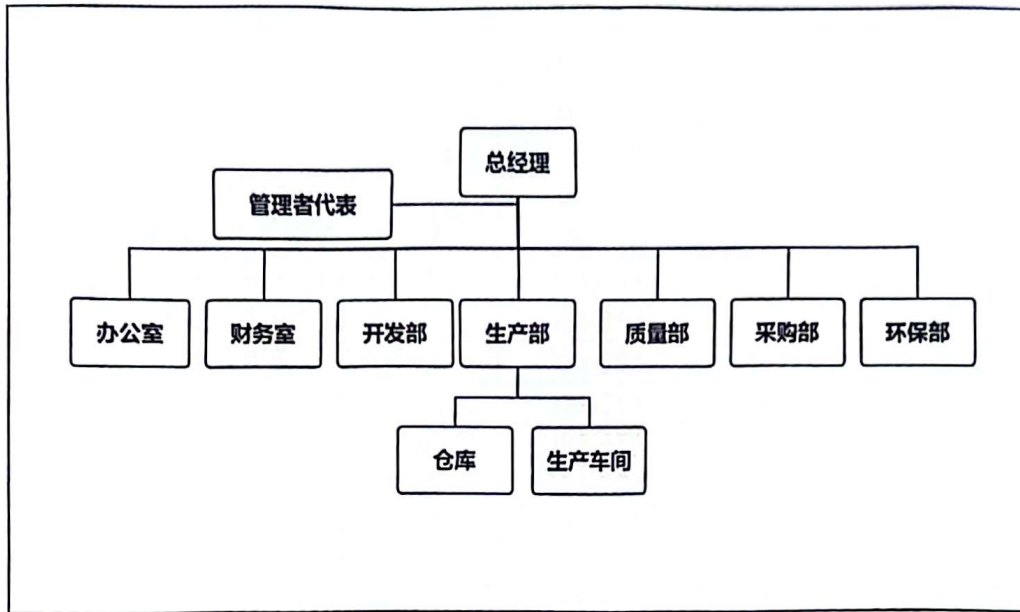 总经理
管理者代表
办公室
财务室
开发部
生产部
质量部
采购部
环保部
仓库
生产车间